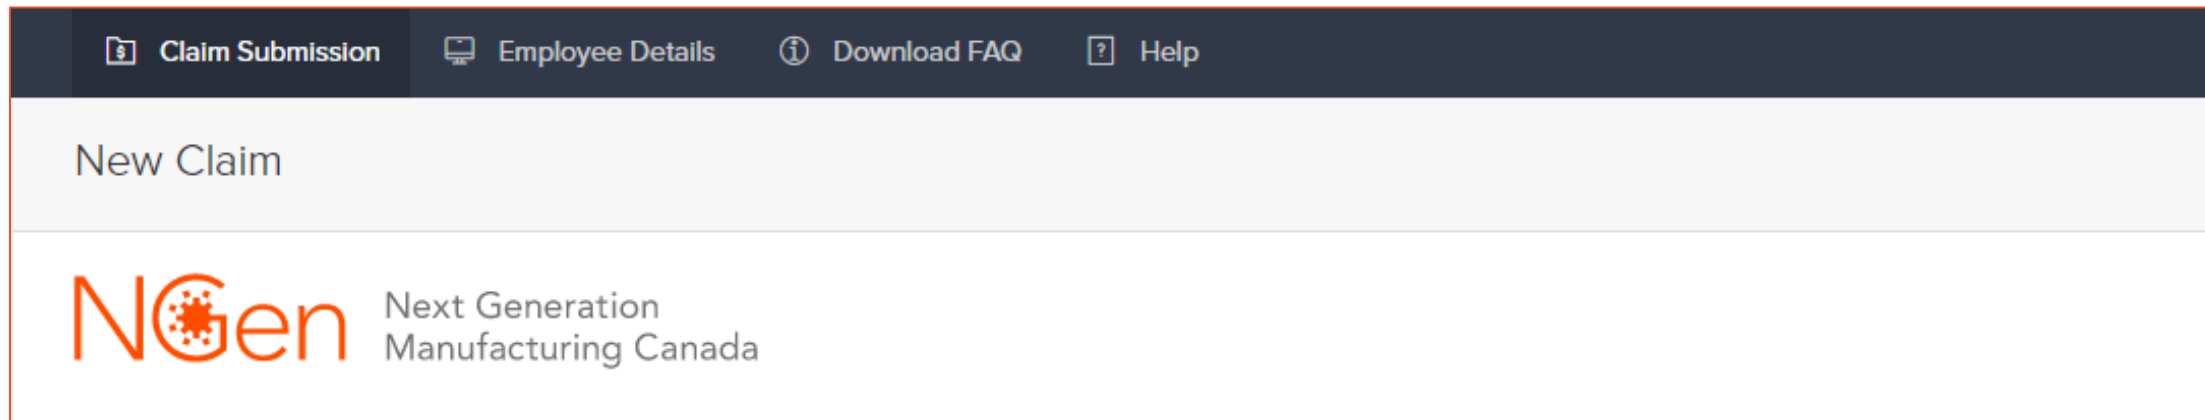 Claim Submission Employee Details Download FAQ Help
New Claim
NGen Next Generation
Manufacturing Canada